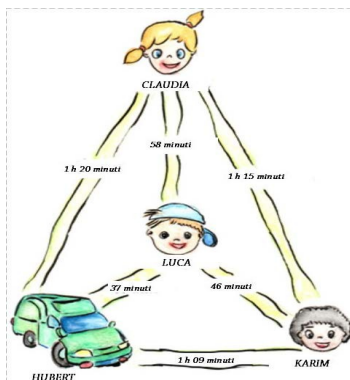 CLAUDIA
58 minuti
1 h 20 minuti
1 h 15 minuti
LUCA
37 minuti
46 minuti
1 h 09 minuti
KARIM
HUBERT